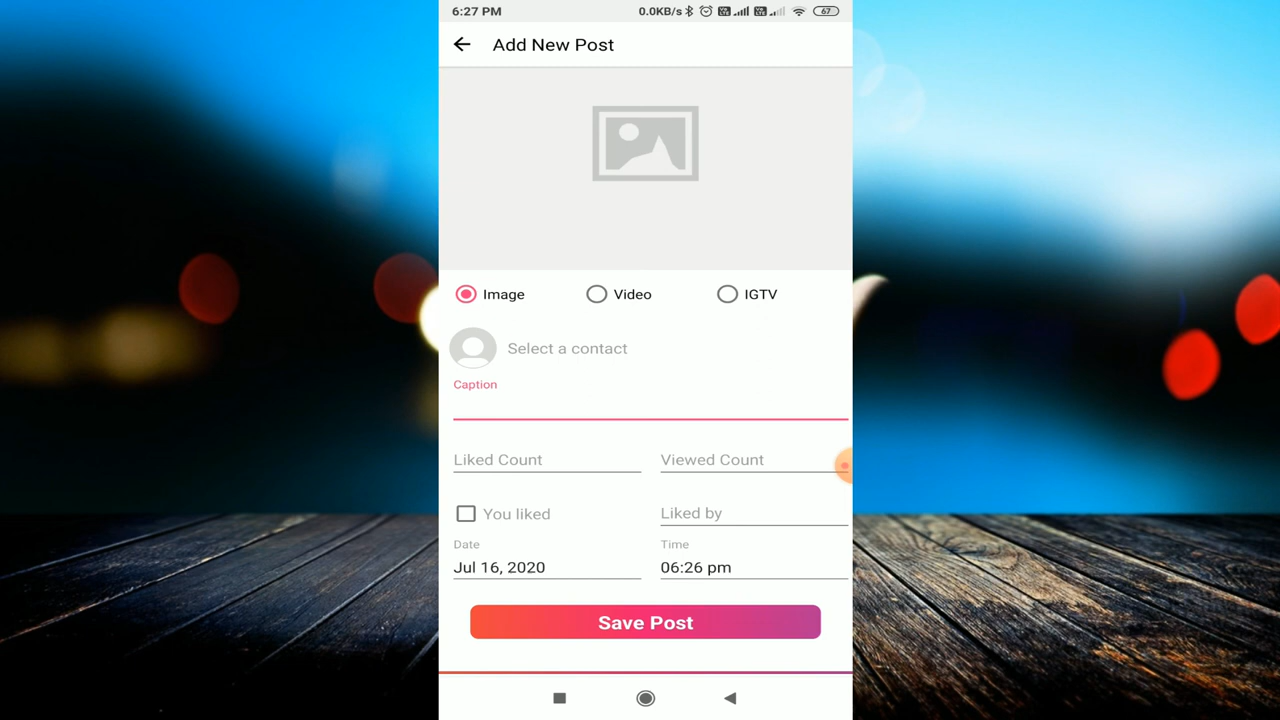 6:27 PM 0.0KB/s 67
Add New Post
Image Video IGTV
Select a contact
Caption
Liked Count Viewed Count
You liked Liked by
Date Time
Jul 16, 2020 06:26 pm
Save Post